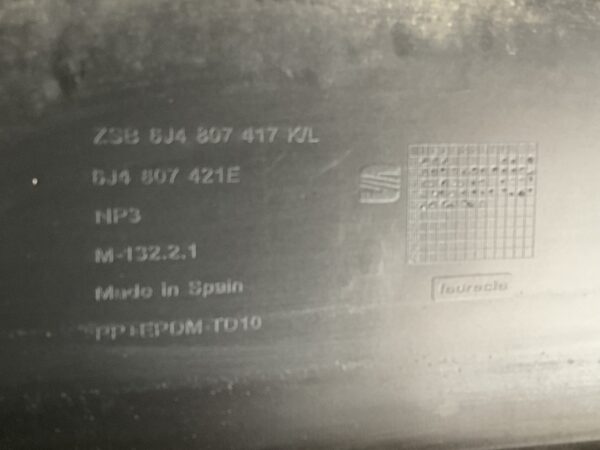 ZSB 6J4 807 417 K/L
6J4 807 421E
NP3
M-132.2.1
Made in Spain
PP+EPDM-TD10
faurecia